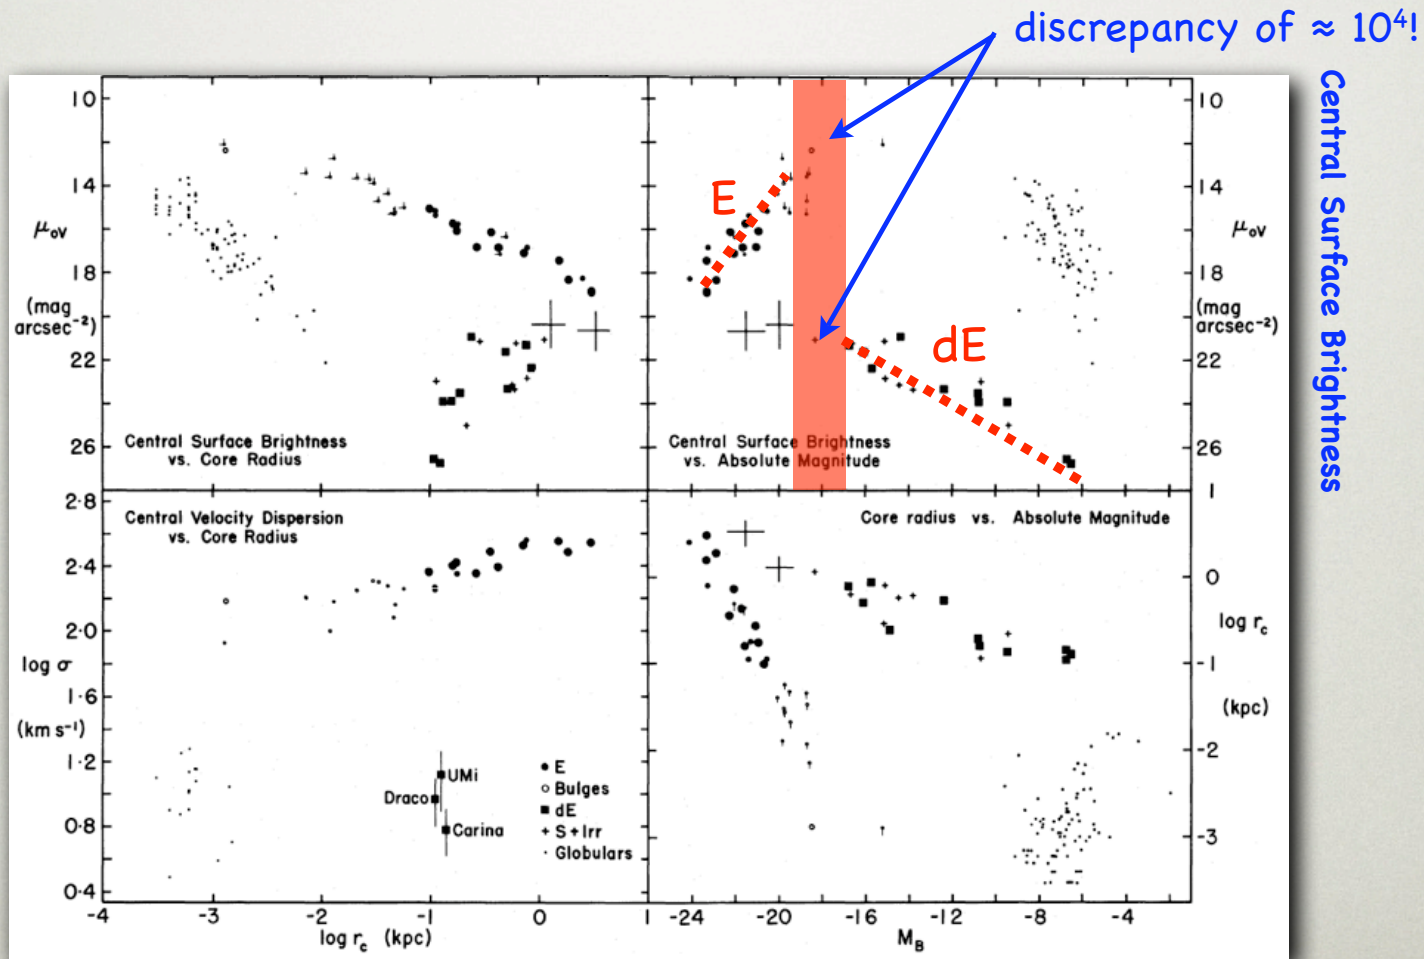 discrepancy of ≈ 10⁴!
Central Surface Brightness
10
14
μoV
18
(mag
arcsec⁻²)
22
26
Central Surface Brightness
vs. Core Radius
E
dE
Central Surface Brightness
vs. Absolute Magnitude
10
14
μoV
18
(mag
arcsec⁻²)
22
26
2·8
2·4
2·0
log σ
1·6
(km s⁻¹)
1·2
0·8
0·4
Central Velocity Dispersion
vs. Core Radius
UMi
Draco
Carina
E
Bulges
dE
S+Irr
Globulars
Core radius vs. Absolute Magnitude
1
0
log rc
-1
(kpc)
-2
-3
-4 -3 -2 -1 0 1
log rc (kpc)
-24 -20 -16 -12 -8 -4
MB